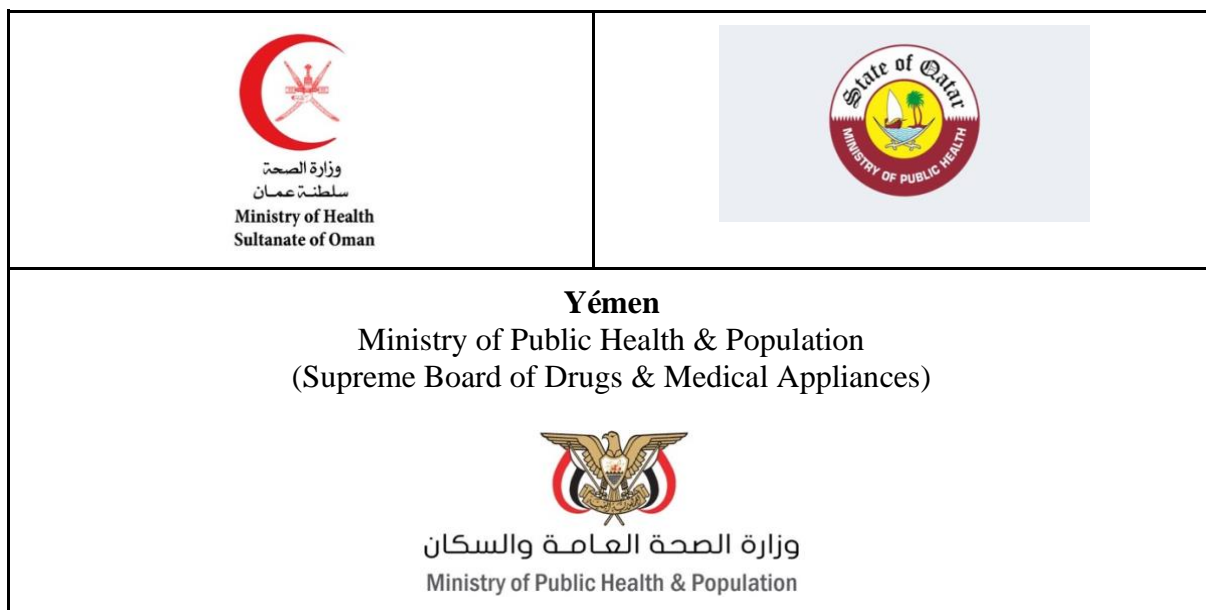 وزارة الصحة
سلطنة عمان
Ministry of Health
Sultanate of Oman
State of Qatar
MINISTRY OF PUBLIC HEALTH
Yémen
Ministry of Public Health & Population
(Supreme Board of Drugs & Medical Appliances)
وزارة الصحة العامة والسكان
Ministry of Public Health & Population